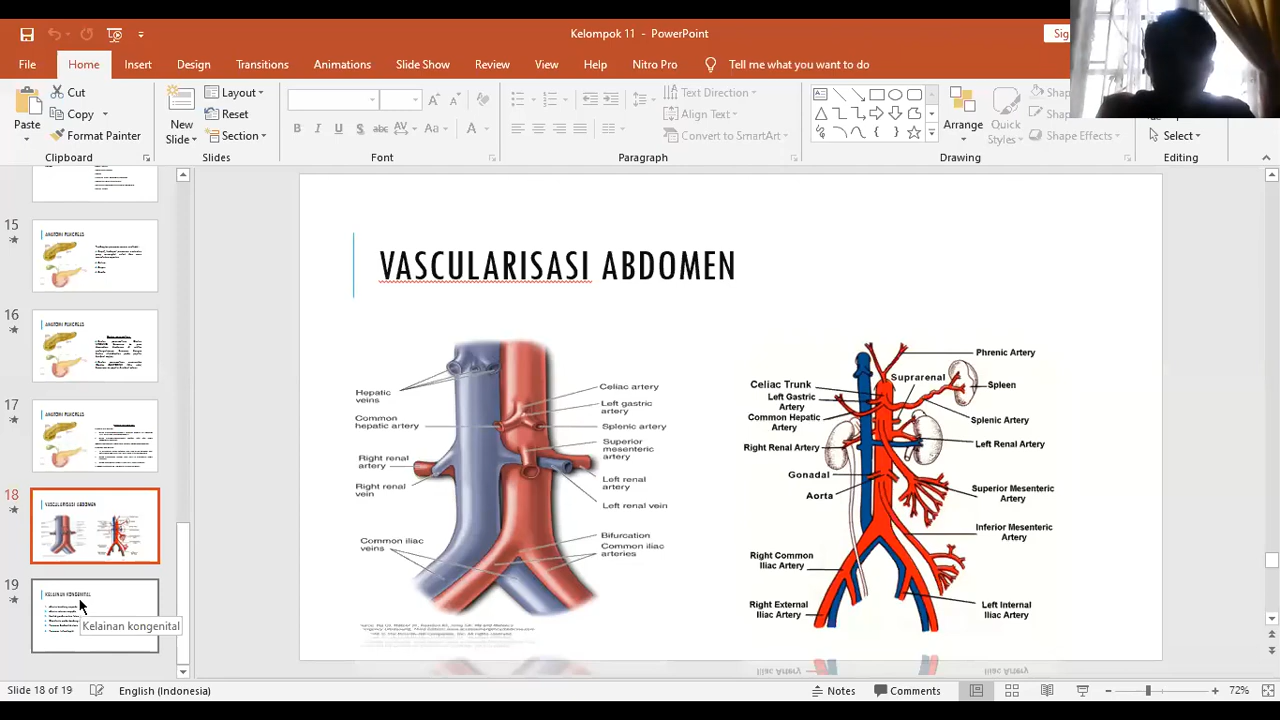 Kelompok 11 - PowerPoint
Sig
File Home Insert Design Transitions Animations Slide Show Review View Help Nitro Pro Tell me what you want to do
Paste
Cut
Copy
Format Painter
Clipboard
New
Slide
Layout
Reset
Section
Slides
B I U S abc AV Aa A
Font
Text Direction
Align Text
Convert to SmartArt
Paragraph
Arrange
Quick
Styles
Shape Effects
Drawing
Select
Editing
15
ANATOMI PANCREAS
16
ANATOMI PANCREAS
17
ANATOMI PANCREAS
18
VASCULARISASI ABDOMEN
19
KELAINAN KONGENITAL
Kelainan kongenital
VASCULARISASI ABDOMEN
Hepatic
veins
Common
hepatic artery
Right renal
artery
Right renal
vein
Common iliac
veins
Celiac artery
Left gastric
artery
Splenic artery
Superior
mesenteric
artery
Left renal
artery
Left renal vein
Bifurcation
Common iliac
arteries
Phrenic Artery
Celiac Trunk
Suprarenal
Spleen
Left Gastric
Artery
Common Hepatic
Artery
Splenic Artery
Right Renal Artery
Left Renal Artery
Gonadal
Aorta
Superior Mesenteric
Artery
Inferior Mesenteric
Artery
Right Common
Iliac Artery
Right External
Iliac Artery
Left Internal
Iliac Artery
Slide 18 of 19
English (Indonesia)
Notes
Comments
72%